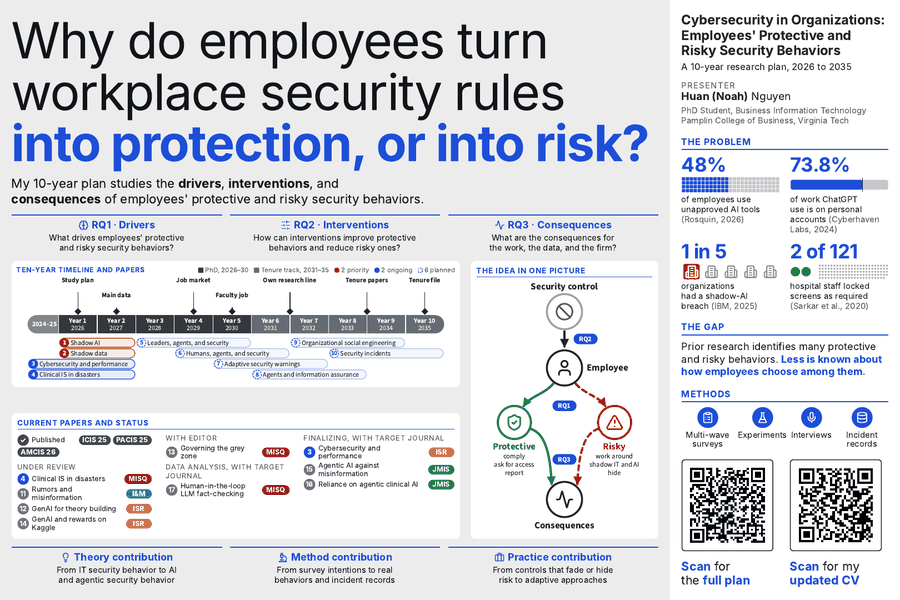 Why do employees turn
workplace security rules
into protection, or into risk?
My 10-year plan studies the drivers, interventions, and
consequences of employees' protective and risky security behaviors.
RQ1 · Drivers
What drives employees' protective
and risky security behaviors?
RQ2 · Interventions
How can interventions improve protective
behaviors and reduce risky ones?
RQ3 · Consequences
What are the consequences for
the work, the data, and the firm?
TEN-YEAR TIMELINE AND PAPERS
PhD, 2026–30
Tenure track, 2031–35
2 priority
2 ongoing
6 planned
Study plan
Job market
Own research line
Tenure papers
Tenure file
Main data
Faculty job
2024-25
Year 1
2026
Year 2
2027
Year 3
2028
Year 4
2029
Year 5
2030
Year 6
2031
Year 7
2032
Year 8
2033
Year 9
2034
Year 10
2035
1 Shadow AI
5 Leaders, agents, and security
9 Organizational social engineering
2 Shadow data
6 Humans, agents, and security
10 Security incidents
3 Cybersecurity and performance
7 Adaptive security warnings
4 Clinical IS in disasters
8 Agents and information assurance
CURRENT PAPERS AND STATUS
Published
ICIS 25
PACIS 25
AMCIS 26
UNDER REVIEW
4 Clinical IS in disasters MISQ
11 Rumors and
misinformation I&M
12 GenAI for theory building ISR
14 GenAI and rewards on
Kaggle ISR
WITH EDITOR
13 Governing the grey
zone MISQ
DATA ANALYSIS, WITH TARGET
JOURNAL
17 Human-in-the-loop
LLM fact-checking MISQ
FINALIZING, WITH TARGET JOURNAL
3 Cybersecurity and
performance ISR
15 Agentic AI against
misinformation JMIS
16 Reliance on agentic clinical AI JMIS
THE IDEA IN ONE PICTURE
Security control
RQ2
Employee
RQ1
Protective
comply
ask for access
report
Risky
work around
shadow IT and AI
hide
RQ3
Consequences
Theory contribution
From IT security behavior to AI
and agentic security behavior
Method contribution
From survey intentions to real
behaviors and incident records
Practice contribution
From controls that fade or hide
risk to adaptive approaches
Cybersecurity in Organizations:
Employees' Protective and
Risky Security Behaviors
A 10-year research plan, 2026 to 2035
PRESENTER
Huan (Noah) Nguyen
PhD Student, Business Information Technology
Pamplin College of Business, Virginia Tech
THE PROBLEM
48%
of employees use
unapproved AI tools
(Rosquin, 2026)
73.8%
of work ChatGPT
use is on personal
accounts (Cyberhaven
Labs, 2024)
1 in 5
organizations
had a shadow-AI
breach (IBM, 2025)
2 of 121
hospital staff locked
screens as required
(Sarkar et al., 2020)
THE GAP
Prior research identifies many protective
and risky behaviors. Less is known about
how employees choose among them.
METHODS
Multi-wave
surveys
Experiments
Interviews
Incident
records
Scan for
the full plan
Scan for my
updated CV